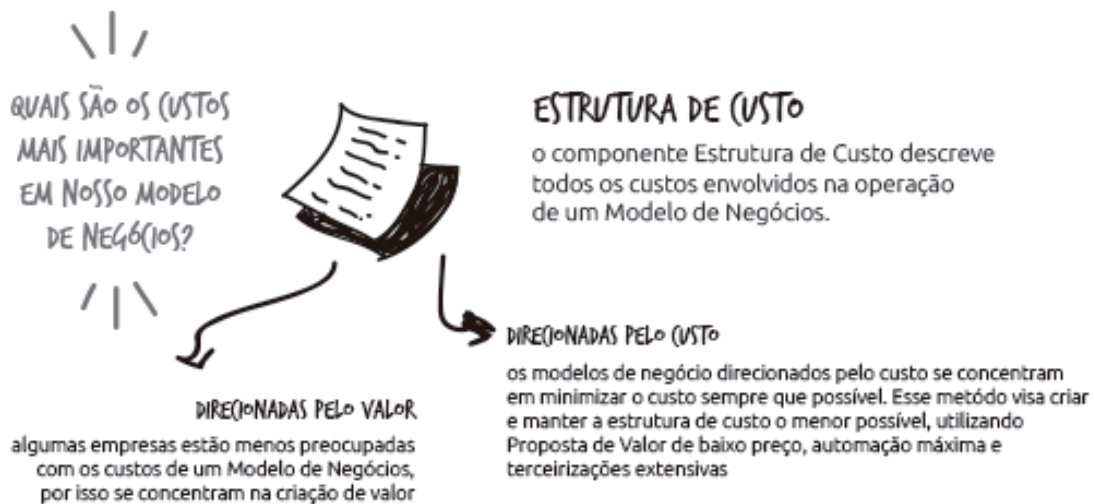 QUAIS SÃO OS CUSTOS
MAIS IMPORTANTES
EM NOSSO MODELO
DE NEGÓCIOS?
ESTRUTURA DE CUSTO
o componente Estrutura de Custo descreve
todos os custos envolvidos na operação
de um Modelo de Negócios.
DIRECIONADAS PELO CUSTO
os modelos de negócio direcionados pelo custo se concentram
em minimizar o custo sempre que possível. Esse metódo visa criar
e manter a estrutura de custo o menor possível, utilizando
Proposta de Valor de baixo preço, automação máxima e
terceirizações extensivas
DIRECIONADAS PELO VALOR
algumas empresas estão menos preocupadas
com os custos de um Modelo de Negócios,
por isso se concentram na criação de valor